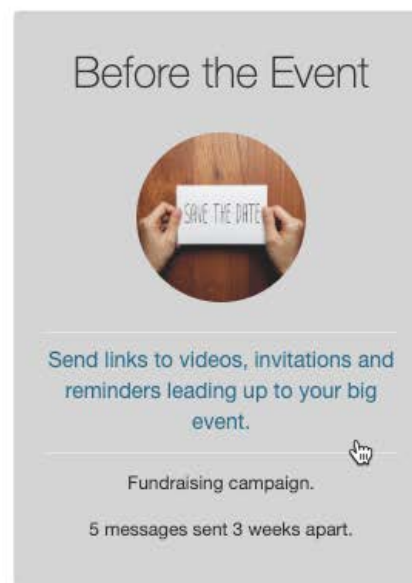 Before the Event
SAVE THE DATE
Send links to videos, invitations and
reminders leading up to your big
event.
Fundraising campaign.
5 messages sent 3 weeks apart.